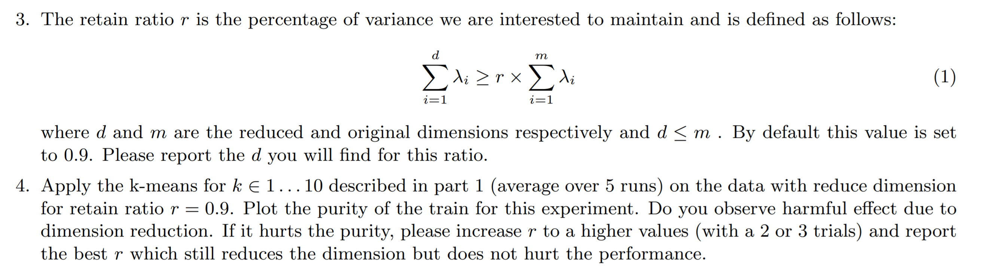 3. The retain ratio r is the percentage of variance we are interested to maintain and is defined as follows:
\sum_{i=1}^{d} \lambda_i \geq r \times \sum_{i=1}^{m} \lambda_i (1)
where d and m are the reduced and original dimensions respectively and d ≤ m . By default this value is set
to 0.9. Please report the d you will find for this ratio.
4. Apply the k-means for k ∈ 1 . . . 10 described in part 1 (average over 5 runs) on the data with reduce dimension
for retain ratio r = 0.9. Plot the purity of the train for this experiment. Do you observe harmful effect due to
dimension reduction. If it hurts the purity, please increase r to a higher values (with a 2 or 3 trials) and report
the best r which still reduces the dimension but does not hurt the performance.